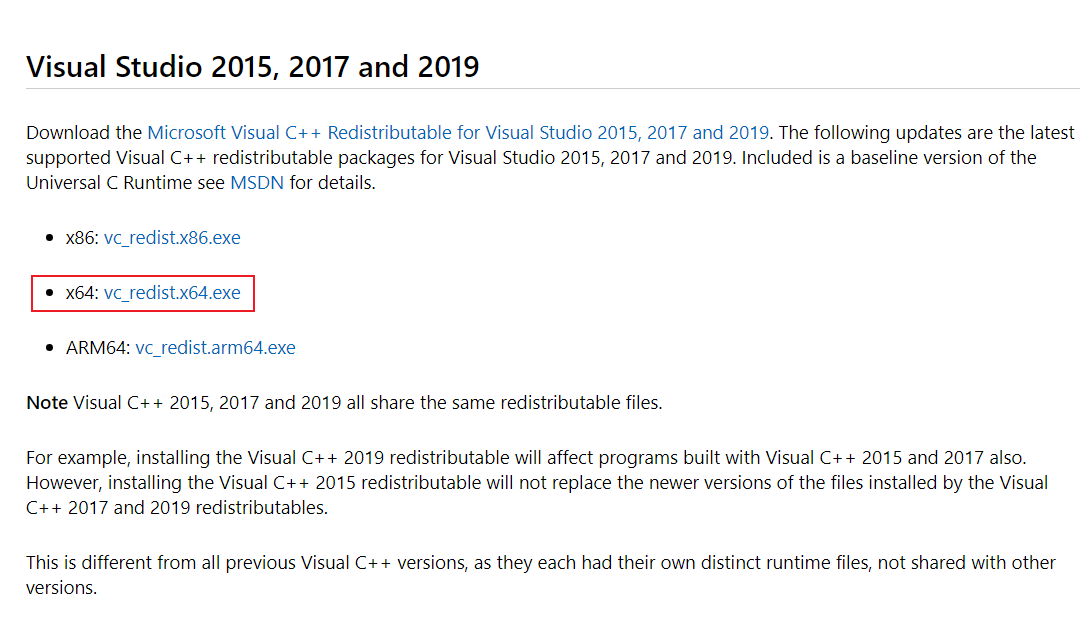 Visual Studio 2015, 2017 and 2019
Download the Microsoft Visual C++ Redistributable for Visual Studio 2015, 2017 and 2019. The following updates are the latest
supported Visual C++ redistributable packages for Visual Studio 2015, 2017 and 2019. Included is a baseline version of the
Universal C Runtime see MSDN for details.
• x86: vc_redist.x86.exe
• x64: vc_redist.x64.exe
• ARM64: vc_redist.arm64.exe
Note Visual C++ 2015, 2017 and 2019 all share the same redistributable files.
For example, installing the Visual C++ 2019 redistributable will affect programs built with Visual C++ 2015 and 2017 also.
However, installing the Visual C++ 2015 redistributable will not replace the newer versions of the files installed by the Visual
C++ 2017 and 2019 redistributables.
This is different from all previous Visual C++ versions, as they each had their own distinct runtime files, not shared with other
versions.